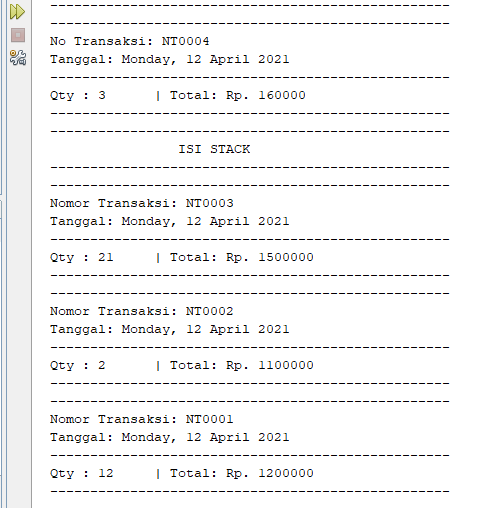 --------------------------------------------------
--------------------------------------------------
No Transaksi: NT0004
Tanggal: Monday, 12 April 2021
--------------------------------------------------
Qty : 3      | Total: Rp. 160000
--------------------------------------------------
--------------------------------------------------
                ISI STACK
--------------------------------------------------
--------------------------------------------------
Nomor Transaksi: NT0003
Tanggal: Monday, 12 April 2021
--------------------------------------------------
Qty : 21     | Total: Rp. 1500000
--------------------------------------------------
--------------------------------------------------
Nomor Transaksi: NT0002
Tanggal: Monday, 12 April 2021
--------------------------------------------------
Qty : 2      | Total: Rp. 1100000
--------------------------------------------------
--------------------------------------------------
Nomor Transaksi: NT0001
Tanggal: Monday, 12 April 2021
--------------------------------------------------
Qty : 12     | Total: Rp. 1200000
--------------------------------------------------